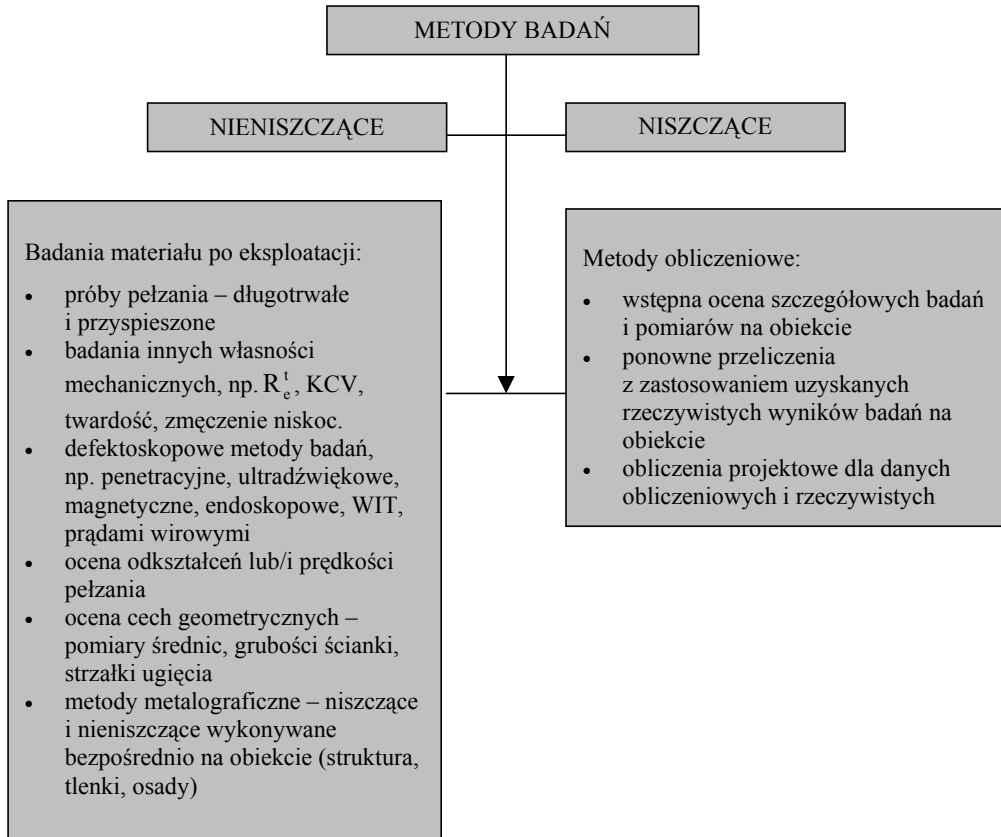 METODY BADAŃ
NIENISZCZĄCE
NISZCZĄCE
Badania materiału po eksploatacji:
• próby pełzania – długotrwałe
i przyspieszone
• badania innych własności
mechanicznych, np. R_e^t, KCV,
twardość, zmęczenie niskoc.
• defektoskopowe metody badań,
np. penetracyjne, ultradźwiękowe,
magnetyczne, endoskopowe, WIT,
prądami wirowymi
• ocena odkształceń lub/i prędkości
pełzania
• ocena cech geometrycznych –
pomiary średnic, grubości ścianki,
strzałki ugięcia
• metody metalograficzne – niszczące
i nieniszczące wykonywane
bezpośrednio na obiekcie (struktura,
tlenki, osady)
Metody obliczeniowe:
• wstępna ocena szczegółowych badań
i pomiarów na obiekcie
• ponowne przeliczenia
z zastosowaniem uzyskanych
rzeczywistych wyników badań na
obiekcie
• obliczenia projektowe dla danych
obliczeniowych i rzeczywistych